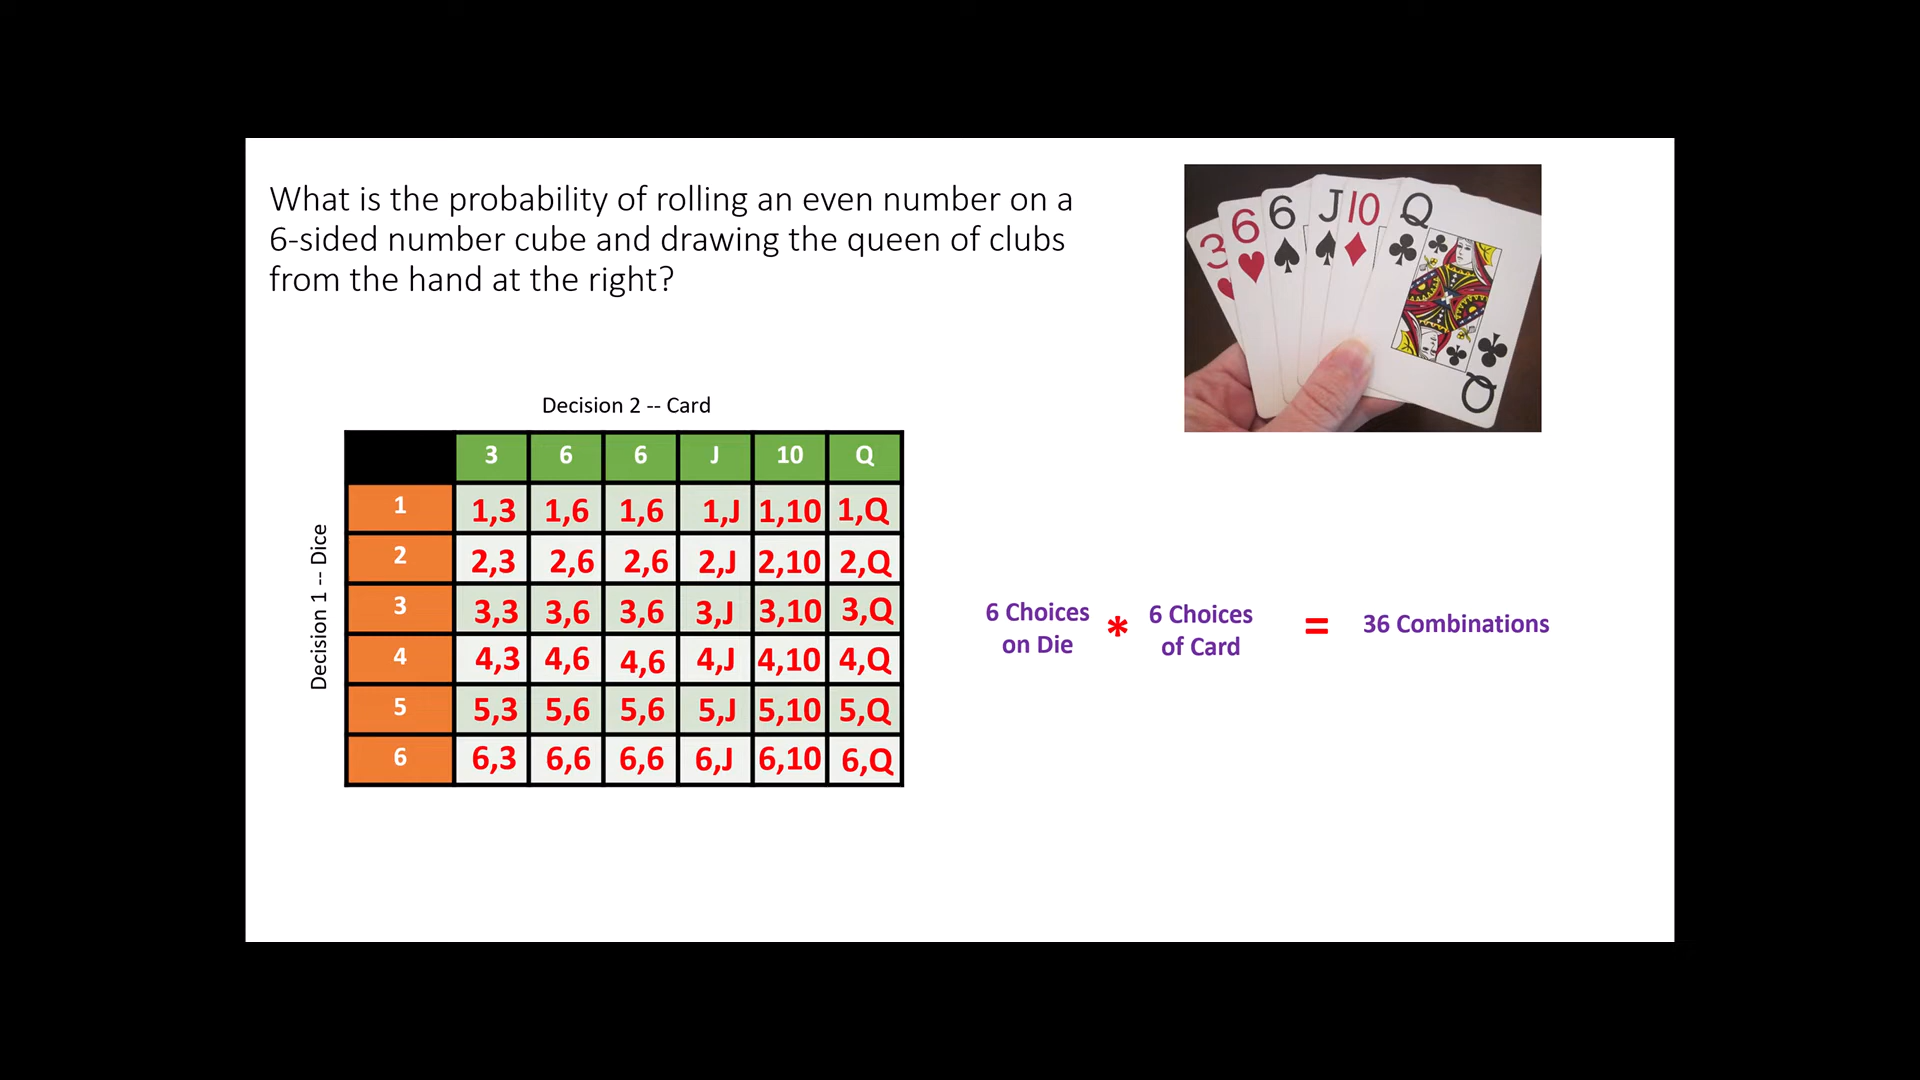 What is the probability of rolling an even number on a
6-sided number cube and drawing the queen of clubs
from the hand at the right?
3 6 6 J 10 Q
Q
Decision 2 -- Card
Decision 1 -- Dice
3 6 6 J 10 Q
1 1,3 1,6 1,6 1,J 1,10 1,Q
2 2,3 2,6 2,6 2,J 2,10 2,Q
3 3,3 3,6 3,6 3,J 3,10 3,Q
4 4,3 4,6 4,6 4,J 4,10 4,Q
5 5,3 5,6 5,6 5,J 5,10 5,Q
6 6,3 6,6 6,6 6,J 6,10 6,Q
6 Choices
on Die
*
6 Choices
of Card
=
36 Combinations